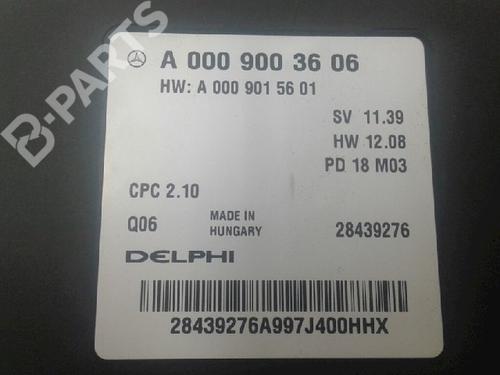 A 000 900 36 06
HW: A 000 901 56 01
SV 11.39
HW 12.08
PD 18 M03
CPC 2.10
Q06
MADE IN
HUNGARY
28439276
DELPHI
28439276A997J400HHX
B-PARTS